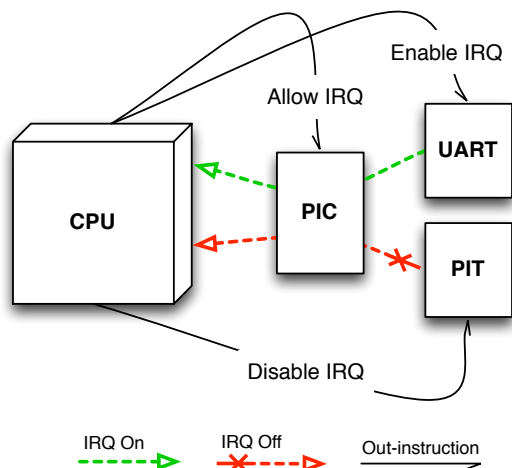 Enable IRQ
Allow IRQ
UART
CPU
PIC
PIT
Disable IRQ
IRQ On
IRQ Off
Out-instruction